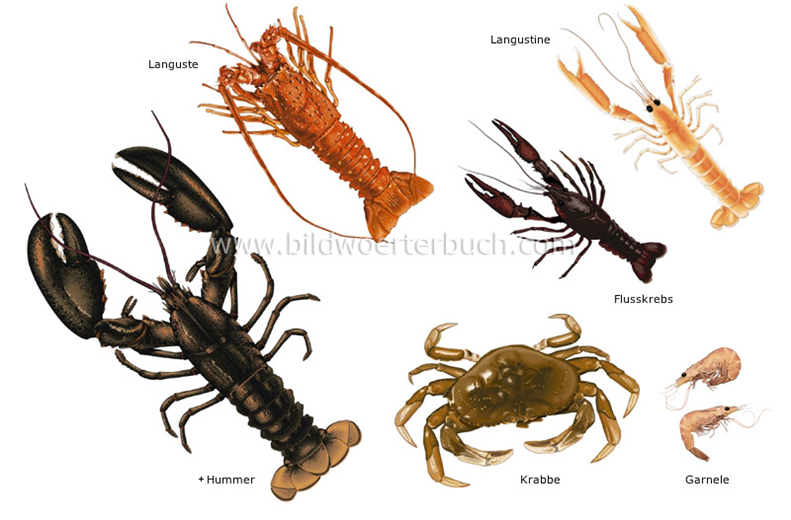 Languste
Langustine
www.bildwoerterbuch.com
Flusskrebs
+ Hummer
Krabbe
Garnele